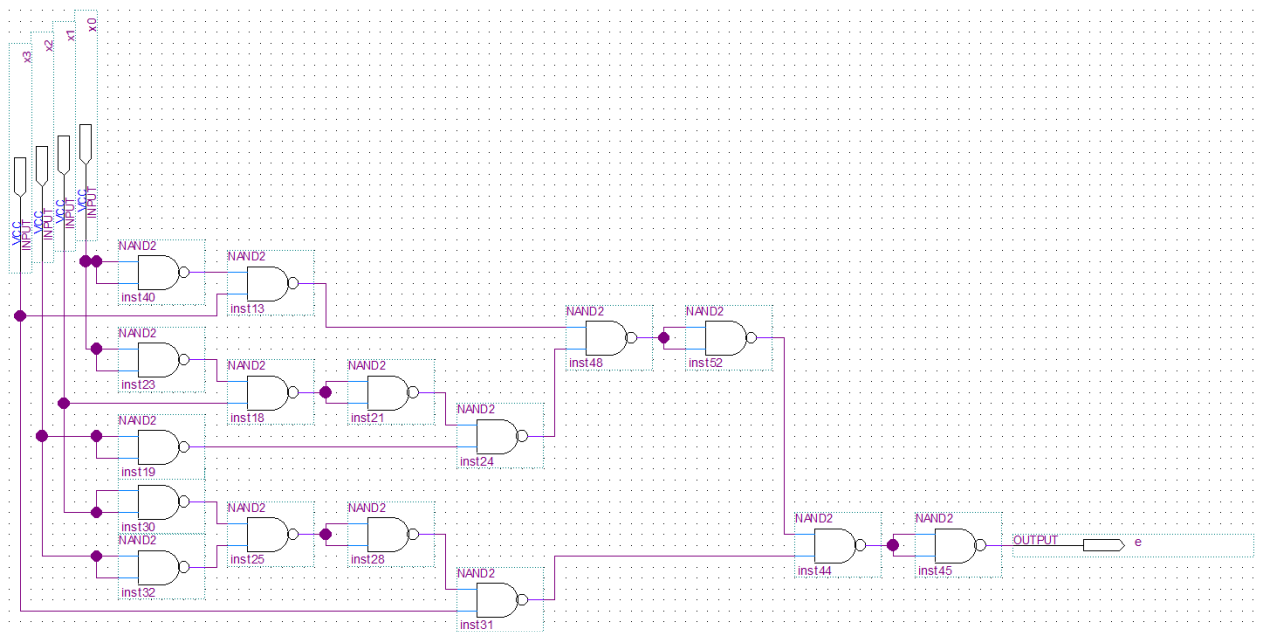 x3
x2
x1
x0
VCC
INPUT
VCC
INPUT
VCC
INPUT
VCC
INPUT
NAND2
inst40
NAND2
inst13
NAND2
inst23
NAND2
inst18
NAND2
inst21
NAND2
inst19
NAND2
inst24
NAND2
inst48
NAND2
inst52
inst30
NAND2
inst32
NAND2
inst25
NAND2
inst28
NAND2
inst31
NAND2
inst44
NAND2
inst45
OUTPUT
e